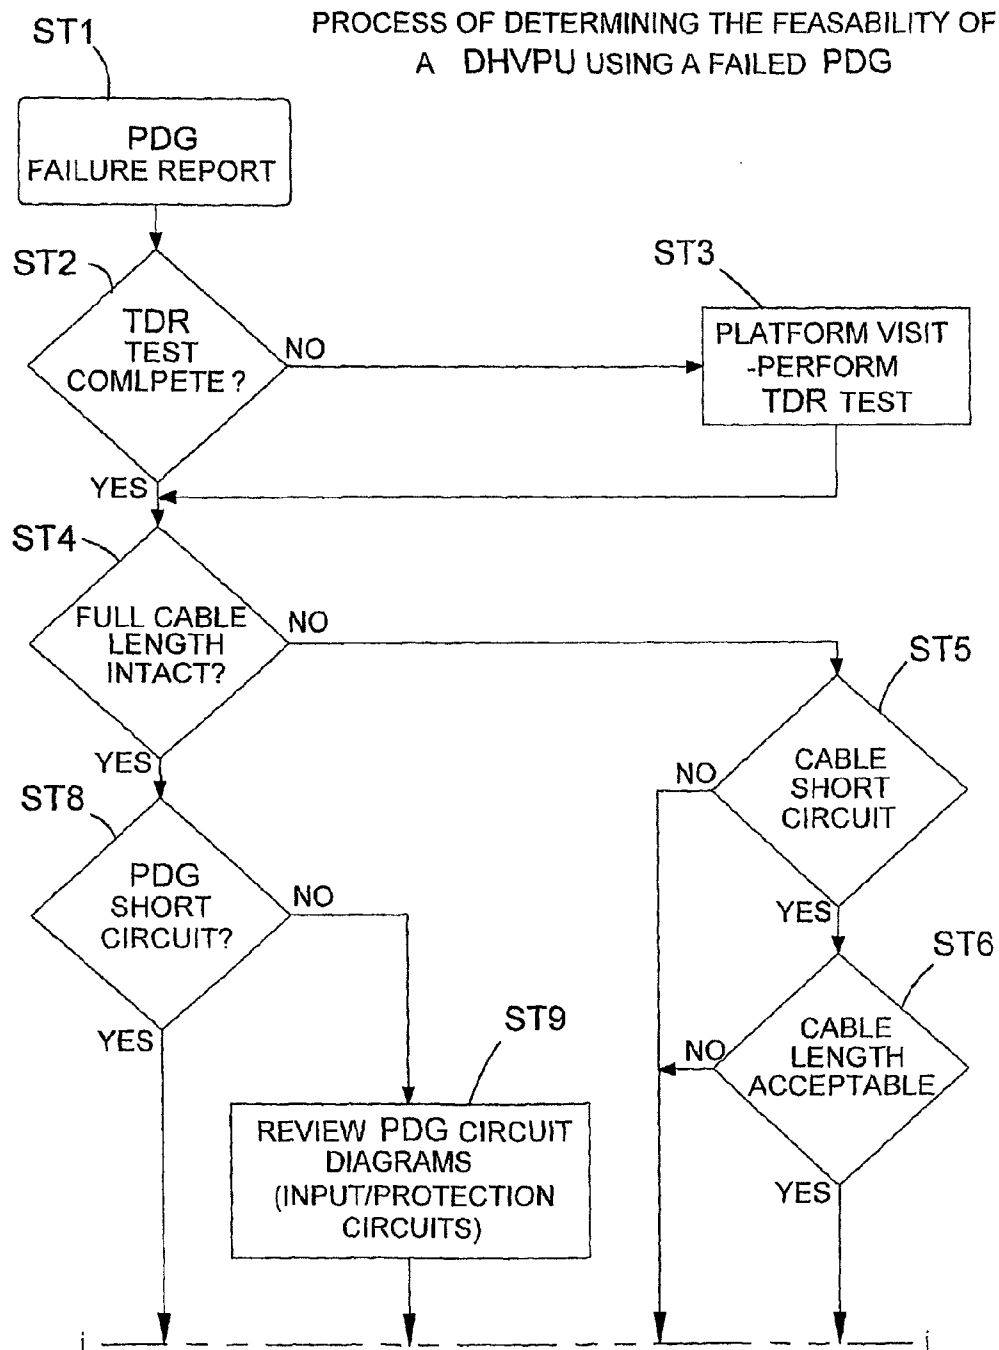 PROCESS OF DETERMINING THE FEASABILITY OF
A DHVPU USING A FAILED PDG
ST1
PDG
FAILURE REPORT
ST2
TDR
TEST
COMLPETE ?
NO
YES
ST3
PLATFORM VISIT
-PERFORM
TDR TEST
ST4
FULL CABLE
LENGTH
INTACT?
NO
YES
ST5
CABLE
SHORT
CIRCUIT
NO
YES
ST8
PDG
SHORT
CIRCUIT?
NO
YES
ST6
CABLE
LENGTH
ACCEPTABLE
NO
YES
ST9
REVIEW PDG CIRCUIT
DIAGRAMS
(INPUT/PROTECTION
CIRCUITS)